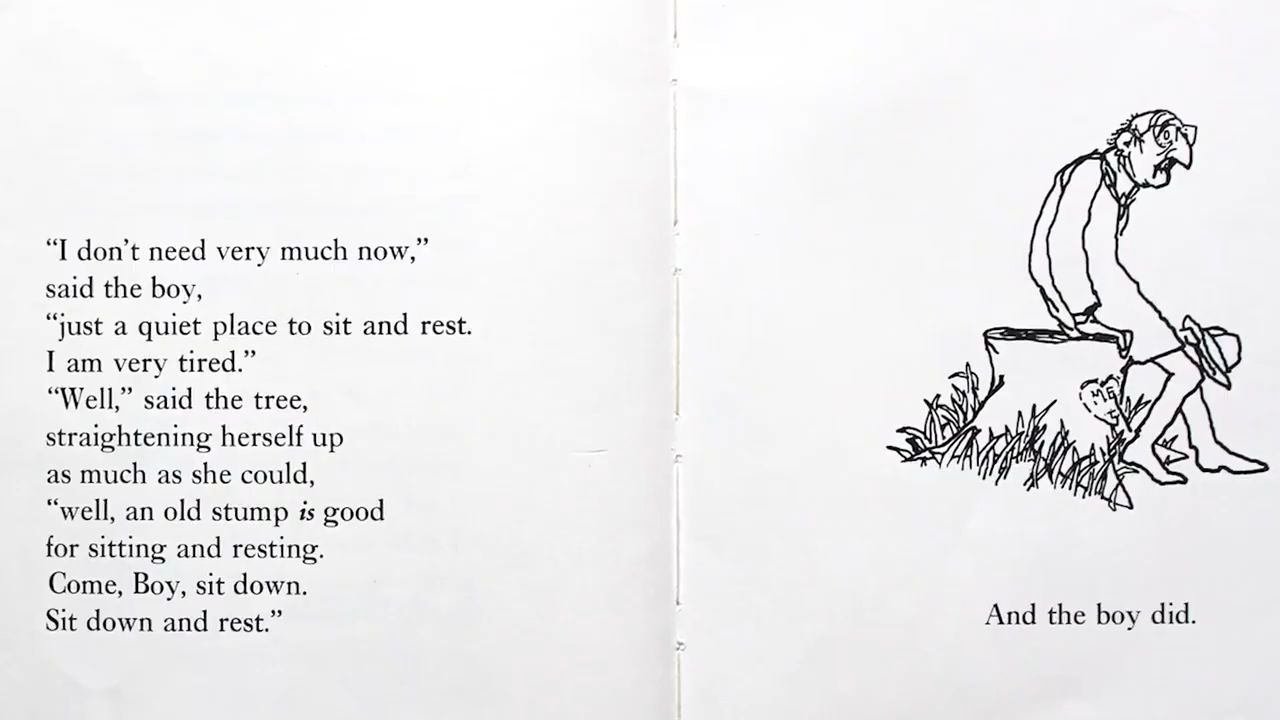 “I don’t need very much now,”
said the boy,
“just a quiet place to sit and rest.
I am very tired.”
“Well,” said the tree,
straightening herself up
as much as she could,
“well, an old stump is good
for sitting and resting.
Come, Boy, sit down.
Sit down and rest.”
ME
And the boy did.